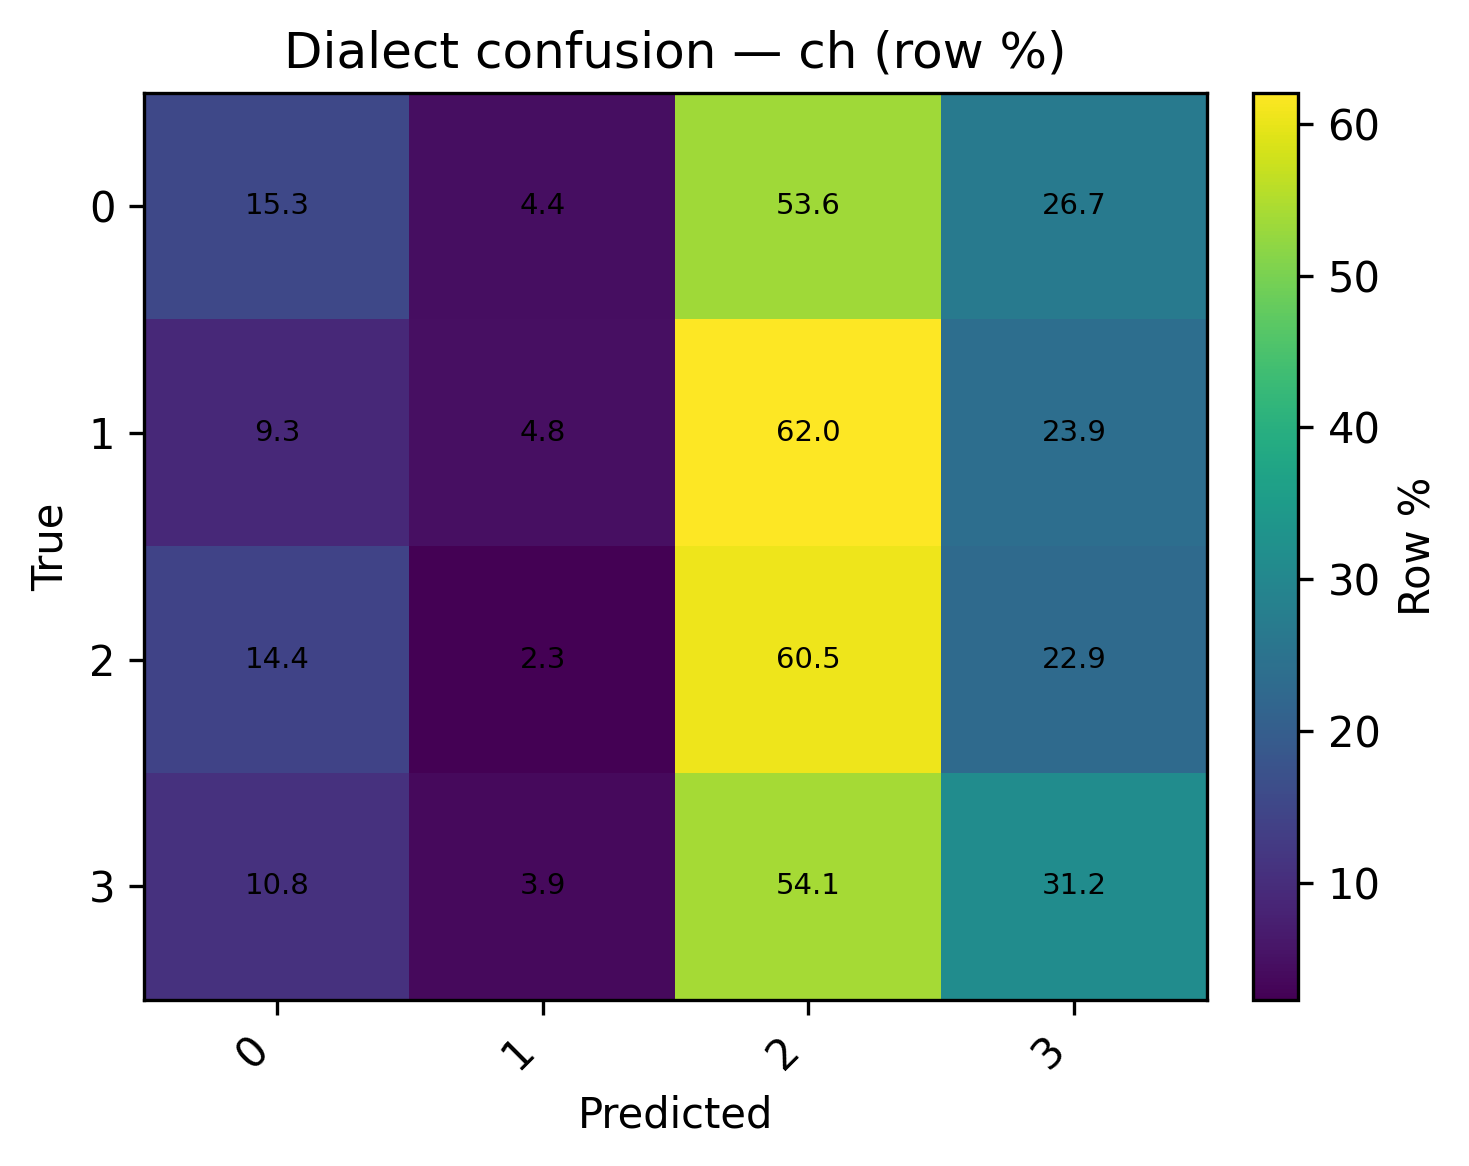 Dialect confusion — ch (row %)
0 15.3 4.4 53.6 26.7
1 9.3 4.8 62.0 23.9
2 14.4 2.3 60.5 22.9
3 10.8 3.9 54.1 31.2
0 1 2 3
Predicted
True
60
50
40
30
20
10
Row %